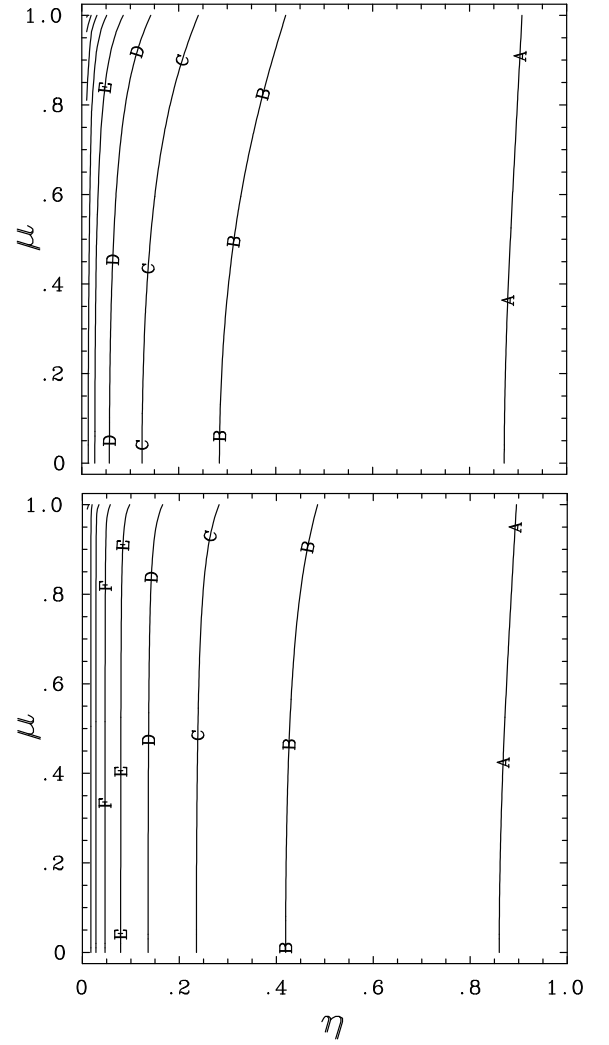 1.0
E D C B A
.8
.6
μ
D C B
.4
A
.2
D C B
0
1.0
F E D C B A
.8
.6
μ
F E D C B A
.4
.2
E B
0
0 .2 .4 .6 .8 1.0
η